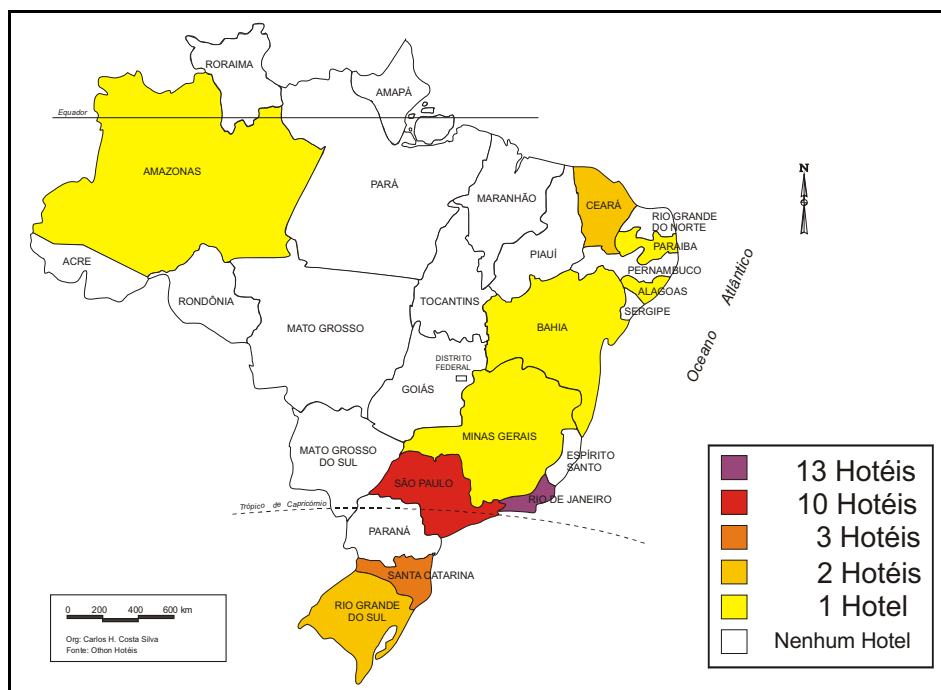 RORAIMA
AMAPÁ
Equador
AMAZONAS
PARÁ
MARANHÃO
CEARÁ
RIO GRANDE
DO NORTE
PARAIBA
PIAUÍ
ACRE
PERNAMBUCO
RONDÔNIA
TOCANTINS
ALAGOAS
SERGIPE
MATO GROSSO
BAHIA
Oceano Atlântico
DISTRITO
FEDERAL
GOIÁS
MINAS GERAIS
MATO GROSSO
DO SUL
ESPÍRITO
SANTO
SÃO PAULO
RIO DE JANEIRO
Trópico de Capricórnio
PARANÁ
SANTA CATARINA
RIO GRANDE
DO SUL
13 Hotéis
10 Hotéis
3 Hotéis
2 Hotéis
1 Hotel
Nenhum Hotel
0 200 400 600 km
Org: Carlos H. Costa Silva
Fonte: Othon Hotéis